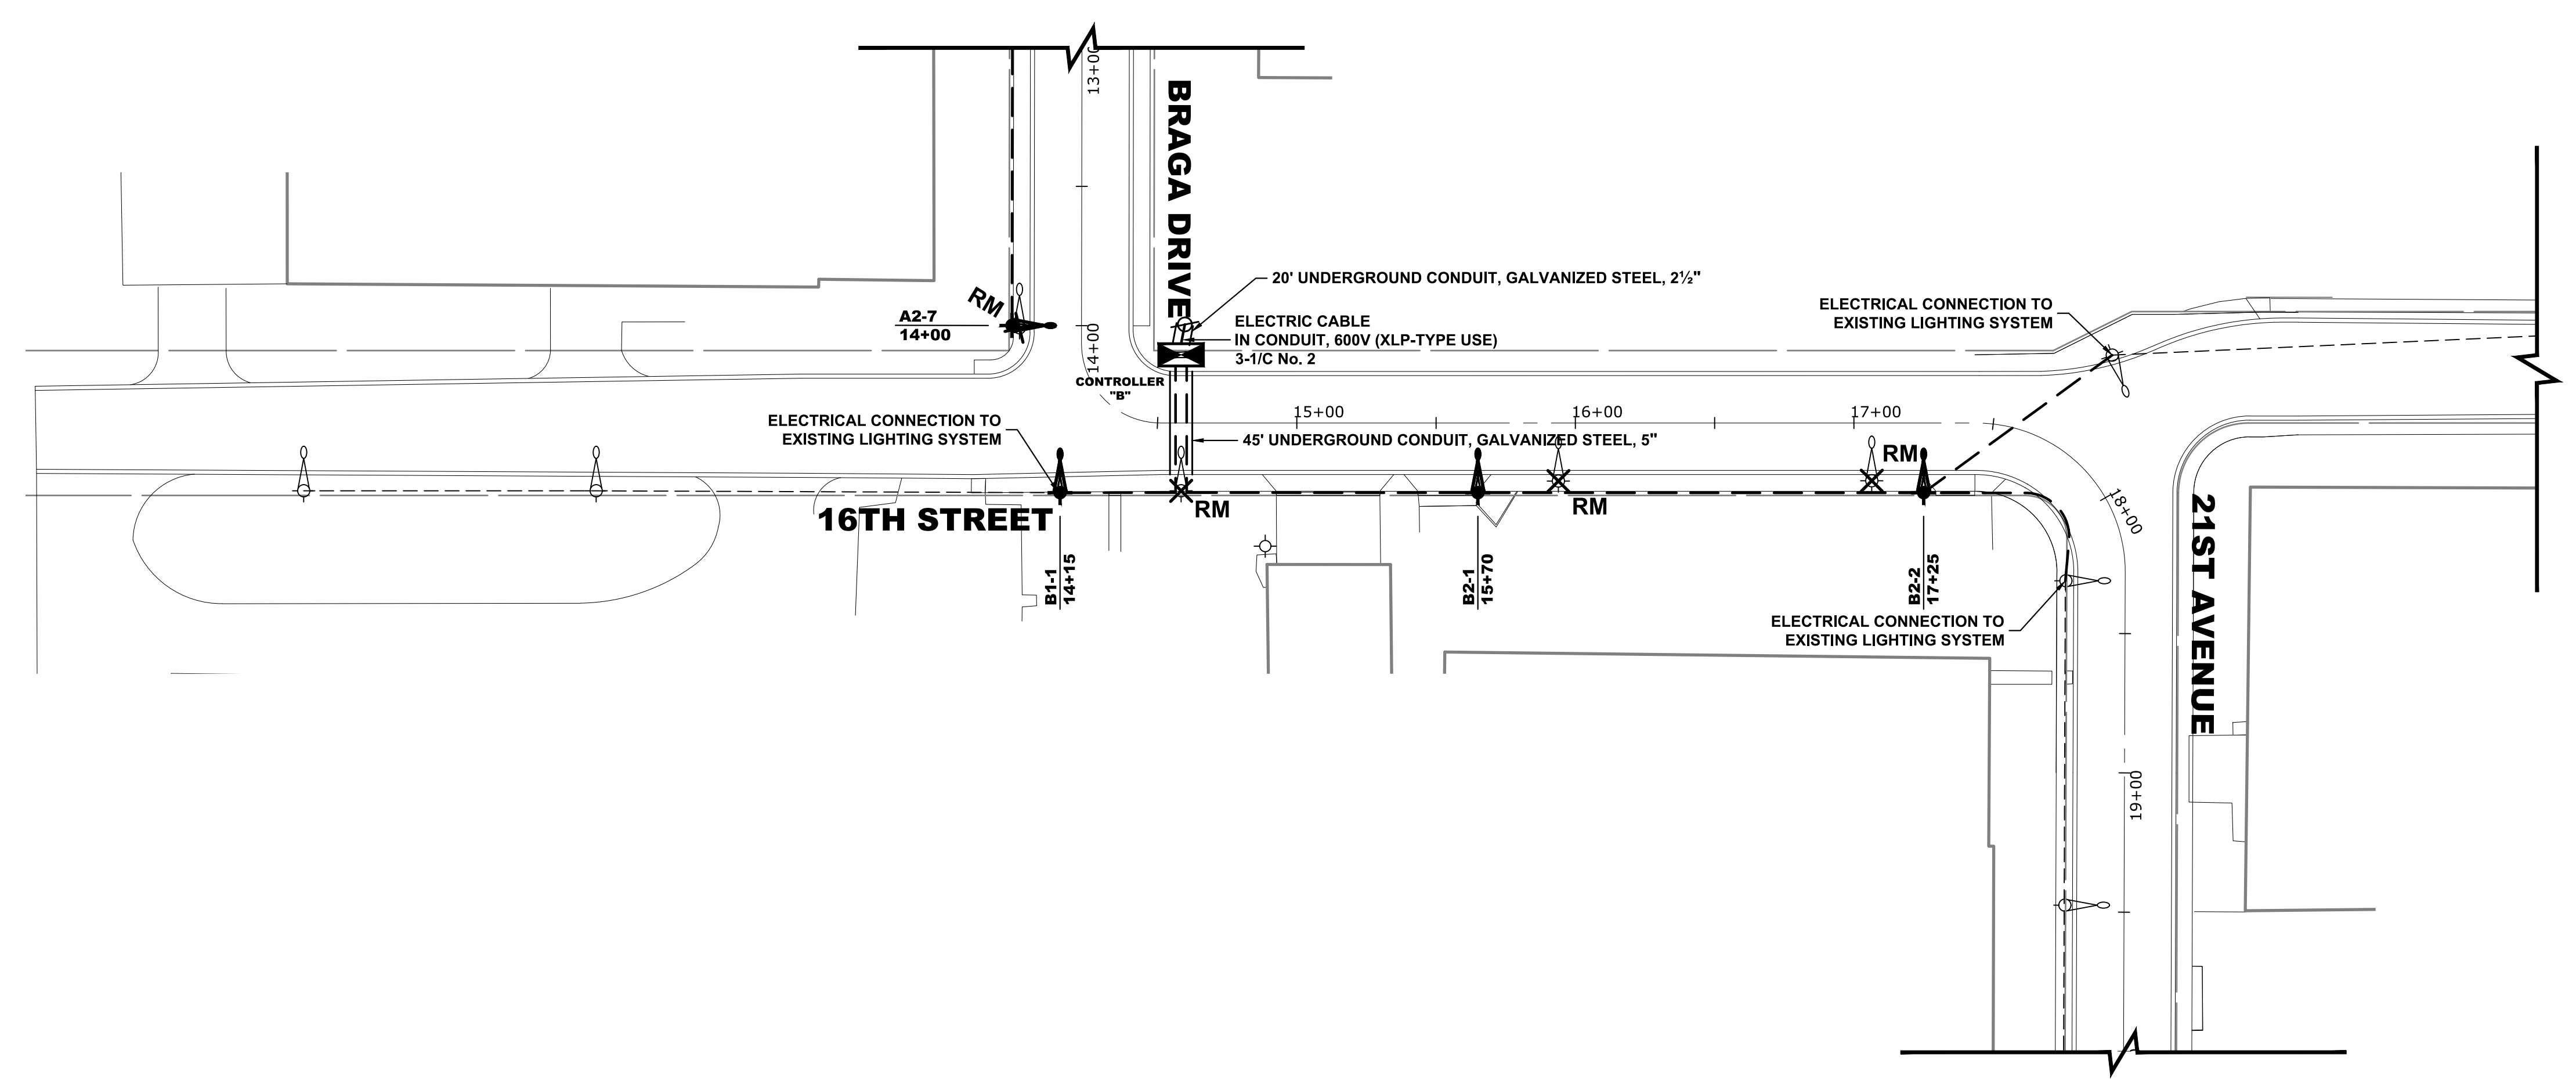 13+00
BRAGA DRIVE
20' UNDERGROUND CONDUIT, GALVANIZED STEEL, 2½"
RM
A2-7
14+00
ELECTRIC CABLE
IN CONDUIT, 600V (XLP-TYPE USE)
3-1/C No. 2
14+00
CONTROLLER
"B"
ELECTRICAL CONNECTION TO
EXISTING LIGHTING SYSTEM
15+00
16+00
17+00
ELECTRICAL CONNECTION TO
EXISTING LIGHTING SYSTEM
45' UNDERGROUND CONDUIT, GALVANIZED STEEL, 5"
RM
RM
RM
16TH STREET
18+00
21ST AVENUE
B1-1
14+15
B2-1
15+70
B2-2
17+25
ELECTRICAL CONNECTION TO
EXISTING LIGHTING SYSTEM
19+00